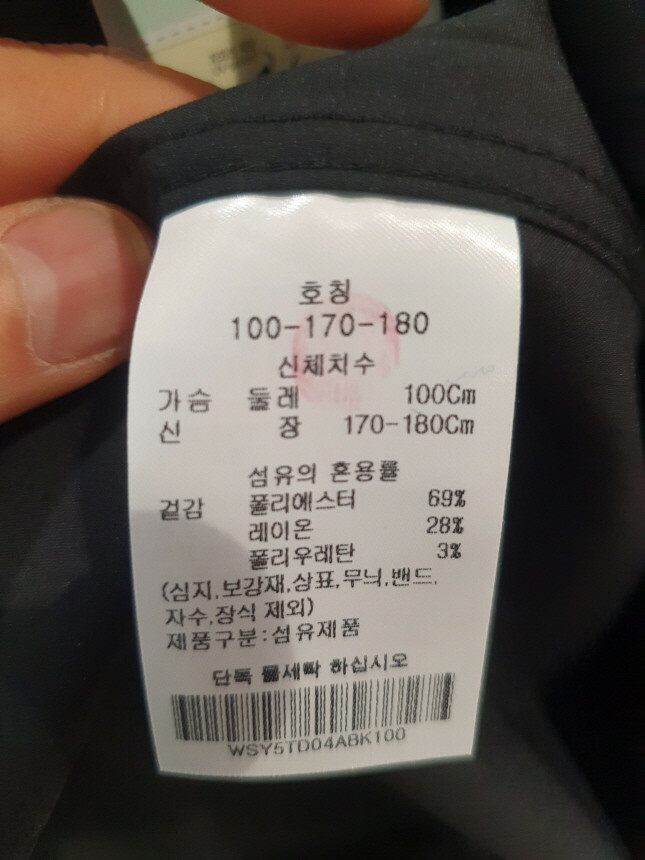 호칭
100-170-180
신체치수
가슴 둘레 100Cm
신 장 170-180Cm
섬유의 혼용률
겉감 폴리에스터 69%
레이온 28%
폴리우레탄 3%
(심지,보강재,상표,무늬,밴드,
자수,장식 제외)
제품구분:섬유제품
단독 물세탁 하십시오
WSY5TD04ABK100